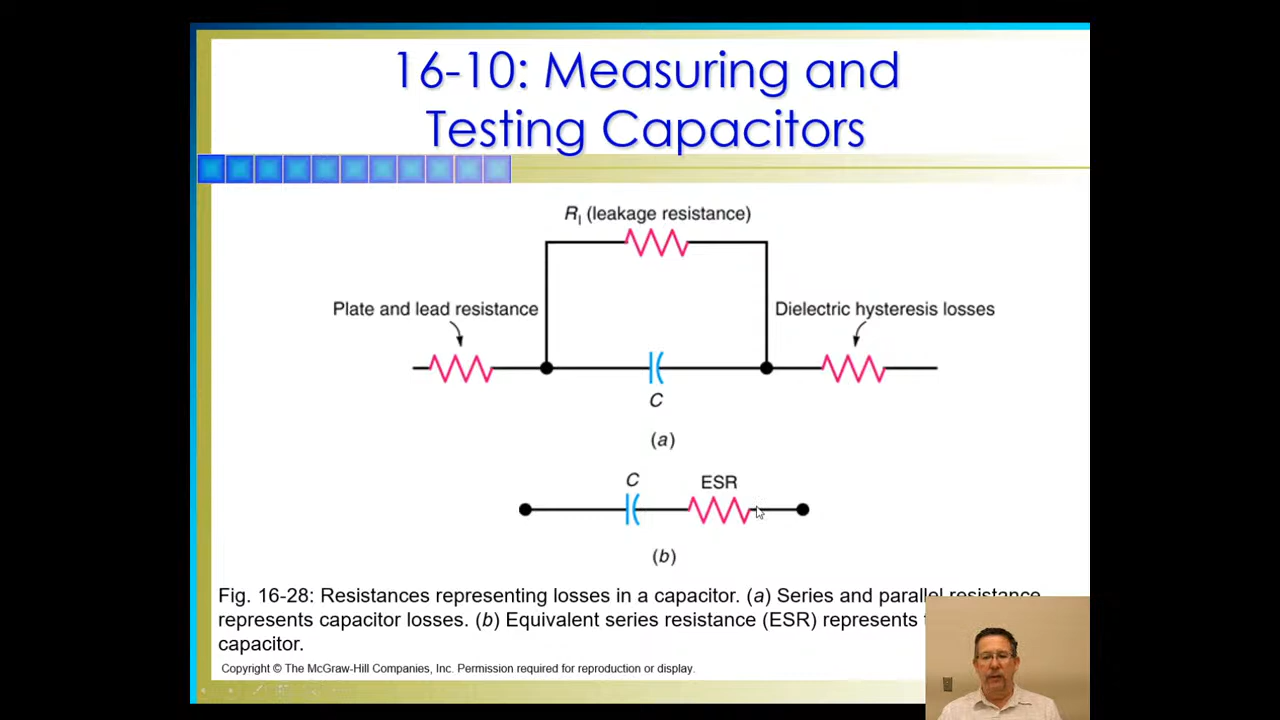 16-10: Measuring and
Testing Capacitors
Rl (leakage resistance)
Plate and lead resistance
Dielectric hysteresis losses
C
(a)
C
ESR
(b)
Fig. 16-28: Resistances representing losses in a capacitor. (a) Series and parallel resistance
represents capacitor losses. (b) Equivalent series resistance (ESR) represents
capacitor.
Copyright © The McGraw-Hill Companies, Inc. Permission required for reproduction or display.